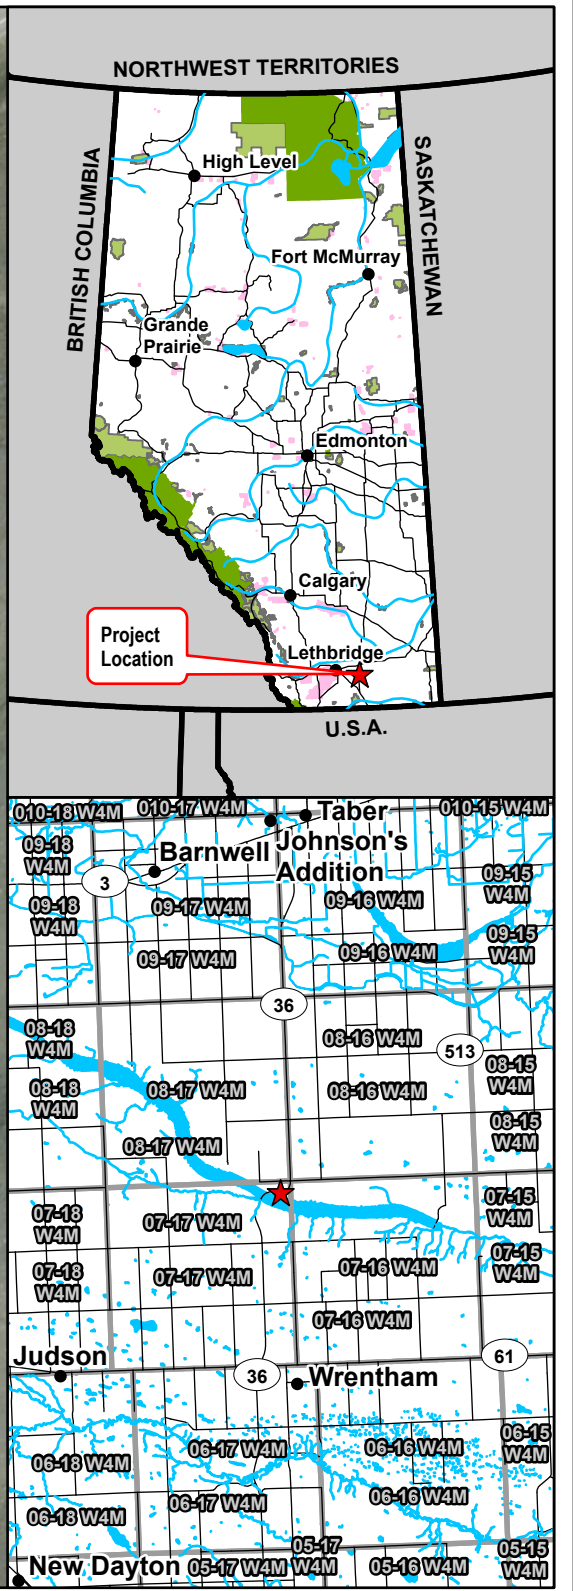 NORTHWEST TERRITORIES
BRITISH COLUMBIA
SASKATCHEWAN
High Level
Fort McMurray
Grande
Prairie
Edmonton
Calgary
Project
Location
Lethbridge
U.S.A.
010-18 W4M
010-17 W4M
Taber
010-15 W4M
09-18
W4M
Barnwell
Johnson's
Addition
3
09-18
W4M
09-17 W4M
09-16 W4M
09-15
W4M
09-17 W4M
09-16 W4M
09-15
W4M
36
08-18
W4M
08-16 W4M
513
08-18
W4M
08-17 W4M
08-16 W4M
08-15
W4M
08-17 W4M
08-15
W4M
07-18
W4M
07-17 W4M
07-15
W4M
07-18
W4M
07-17 W4M
07-16 W4M
07-15
W4M
07-16 W4M
Judson
36
Wrentham
61
06-18 W4M
06-17 W4M
06-16 W4M
06-15
W4M
06-18 W4M
06-17 W4M
06-16 W4M
New Dayton
05-17 W4M
05-17
W4M
05-16 W4M
05-15
W4M